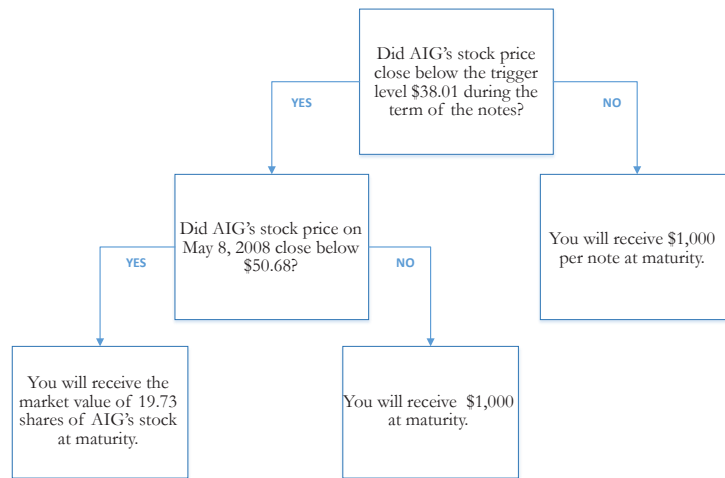 Did AIG's stock price
close below the trigger
level $38.01 during the
term of the notes?
YES
NO
Did AIG's stock price on
May 8, 2008 close below
$50.68?
You will receive $1,000
per note at maturity.
YES
NO
You will receive the
market value of 19.73
shares of AIG's stock
at maturity.
You will receive $1,000
at maturity.